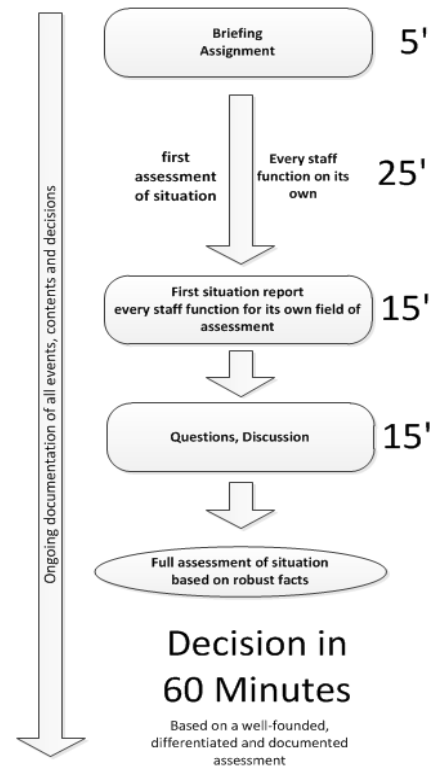 Briefing
Assignment
5'
first
assessment
of situation
Every staff
function on its
own
25'
First situation report
every staff function for its own field of
assessment
15'
Questions, Discussion
15'
Full assessment of situation
based on robust facts
Decision in
60 Minutes
Based on a well-founded,
differentiated and documented
assessment
Ongoing documentation of all events, contents and decisions